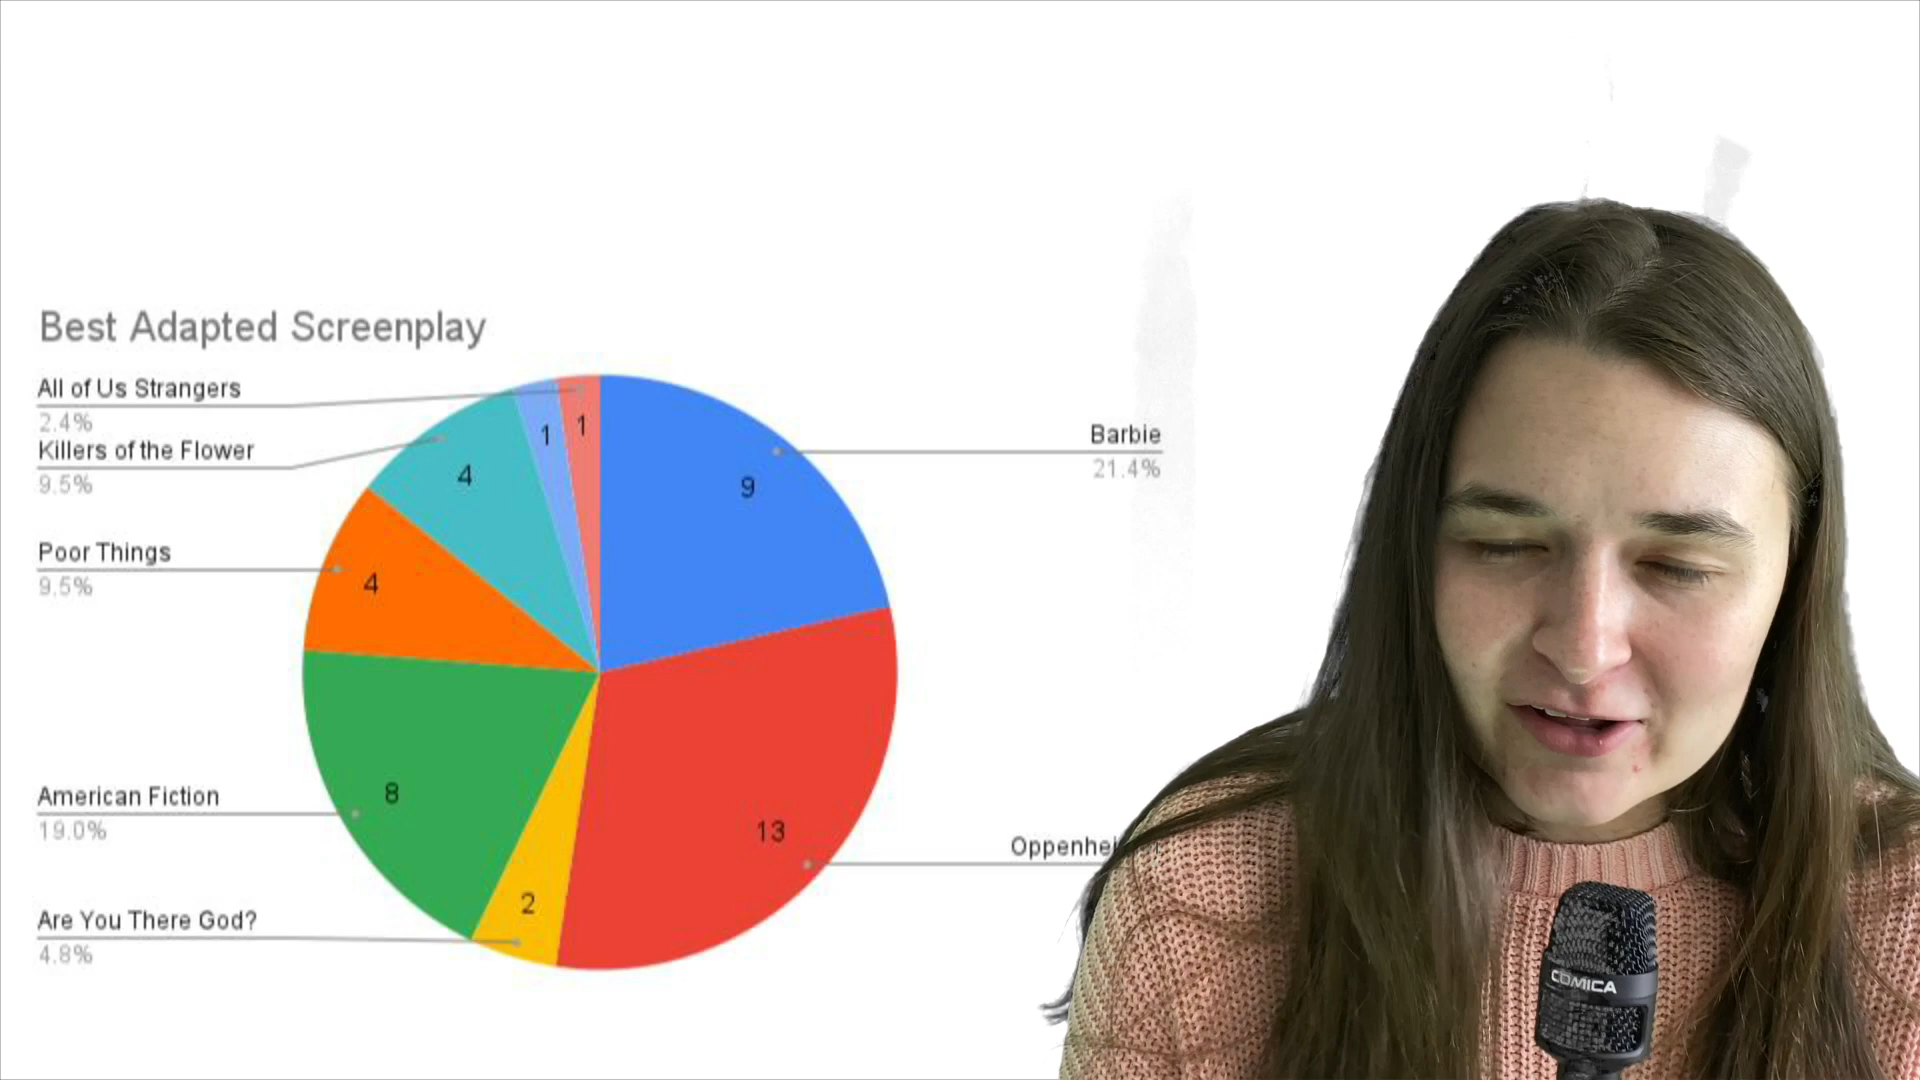 Best Adapted Screenplay
All of Us Strangers
2.4%
Killers of the Flower
9.5%
Poor Things
9.5%
American Fiction
19.0%
Are You There God?
4.8%
1
1
4
9
4
8
13
2
Barbie
21.4%
Oppenhei
COMICA